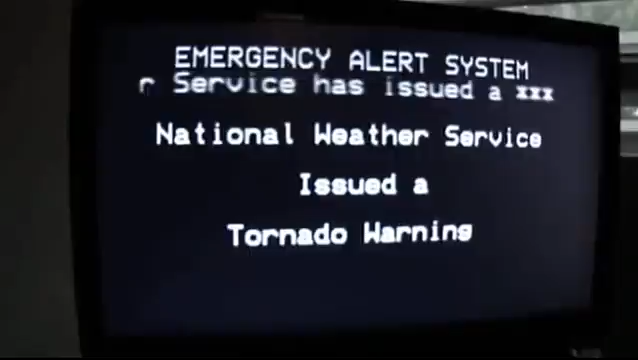 EMERGENCY ALERT SYSTEM
r Service has issued a xxx
National Weather Service
Issued a
Tornado Warning